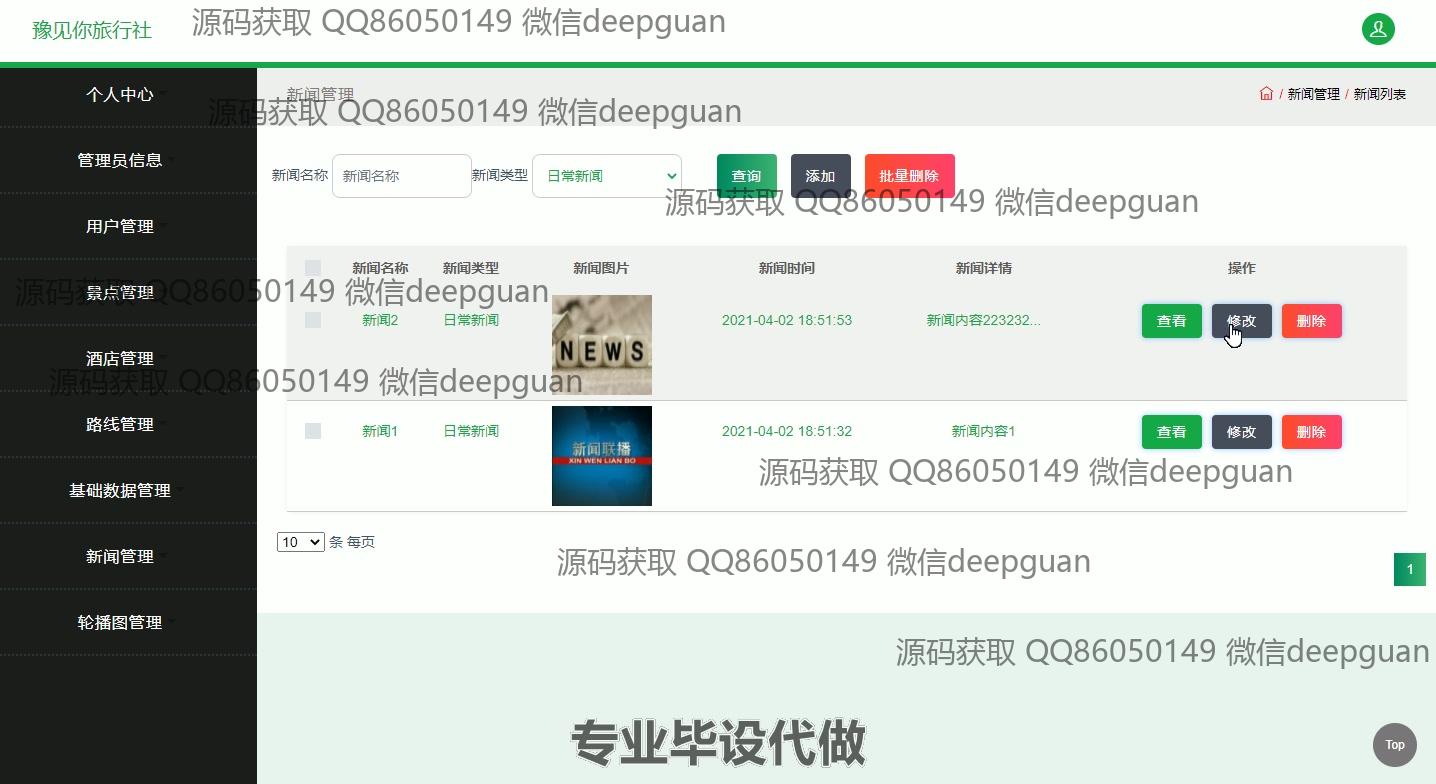 豫见你旅行社
源码获取 QQ86050149 微信deepguan
个人中心
新闻管理
/ 新闻管理 / 新闻列表
源码获取 QQ86050149 微信deepguan
管理员信息
新闻名称 新闻名称 新闻类型 日常新闻 查询 添加 批量删除
源码获取 QQ86050149 微信deepguan
用户管理
新闻名称 新闻类型 新闻图片 新闻时间 新闻详情 操作
景点管理
源码获取 QQ86050149 微信deepguan
新闻2 日常新闻 2021-04-02 18:51:53 新闻内容223232... 查看 修改 删除
NEWS
酒店管理
源码获取 QQ86050149 微信deepguan
路线管理
新闻1 日常新闻 2021-04-02 18:51:32 新闻内容1 查看 修改 删除
新闻联播
XIN WEN LIAN BO
源码获取 QQ86050149 微信deepguan
基础数据管理
10 条 每页
新闻管理
源码获取 QQ86050149 微信deepguan
1
轮播图管理
源码获取 QQ86050149 微信deepguan
专业毕设代做
Top